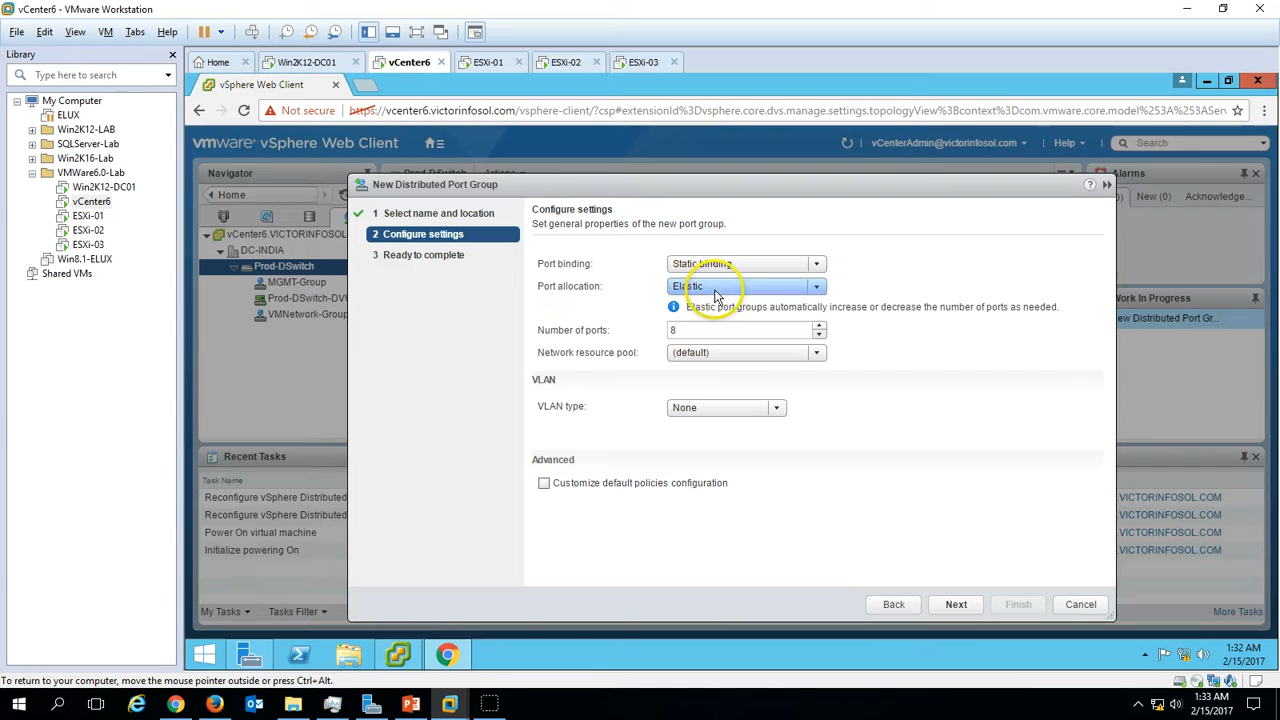 vCenter6 - VMware Workstation
File Edit View VM Tabs Help
Library
Type here to search
My Computer
ELUX
Win2K12-LAB
SQLServer-Lab
Win2K16-Lab
VMWare6.0-Lab
Win2K12-DC01
vCenter6
ESXi-01
ESXi-02
ESXi-03
Win8.1-ELUX
Shared VMs
Home Win2K12-DC01 vCenter6 ESXi-01 ESXi-02 ESXi-03
vSphere Web Client
Not secure https://vcenter6.victorinfosol.com/vsphere-client/?csp#extensionId%3Dvsphere.core.dvs.manage.settings.topologyView%3Bcontext%3Dcom.vmware.core.model%253A%253ASer
vmware® vSphere Web Client
vCenterAdmin@victorinfosol.com Help Search
Navigator
Home
vCenter6.VICTORINFOSOL
DC-INDIA
Prod-DSwitch
MGMT-Group
Prod-DSwitch-DVU
VMNetwork-Group
Prod-DSwitch Actions
Alarms
New (0) Acknowl...
Work In Progress
New Distributed Port Gr...
New Distributed Port Group
1 Select name and location
2 Configure settings
3 Ready to complete
Configure settings
Set general properties of the new port group.
Port binding: Static binding
Port allocation: Elastic
Elastic port groups automatically increase or decrease the number of ports as needed.
Number of ports: 8
Network resource pool: (default)
VLAN
VLAN type: None
Advanced
Customize default policies configuration
Back Next Finish Cancel
Recent Tasks
Task Name
Reconfigure vSphere Distributed
Reconfigure vSphere Distributed
Power On virtual machine
Initialize powering On
.VICTORINFOSOL.COM
.VICTORINFOSOL.COM
.VICTORINFOSOL.COM
.VICTORINFOSOL.COM
My Tasks Tasks Filter
More Tasks
1:32 AM
2/15/2017
To return to your computer, move the mouse pointer outside or press Ctrl+Alt.
1:33 AM
2/15/2017